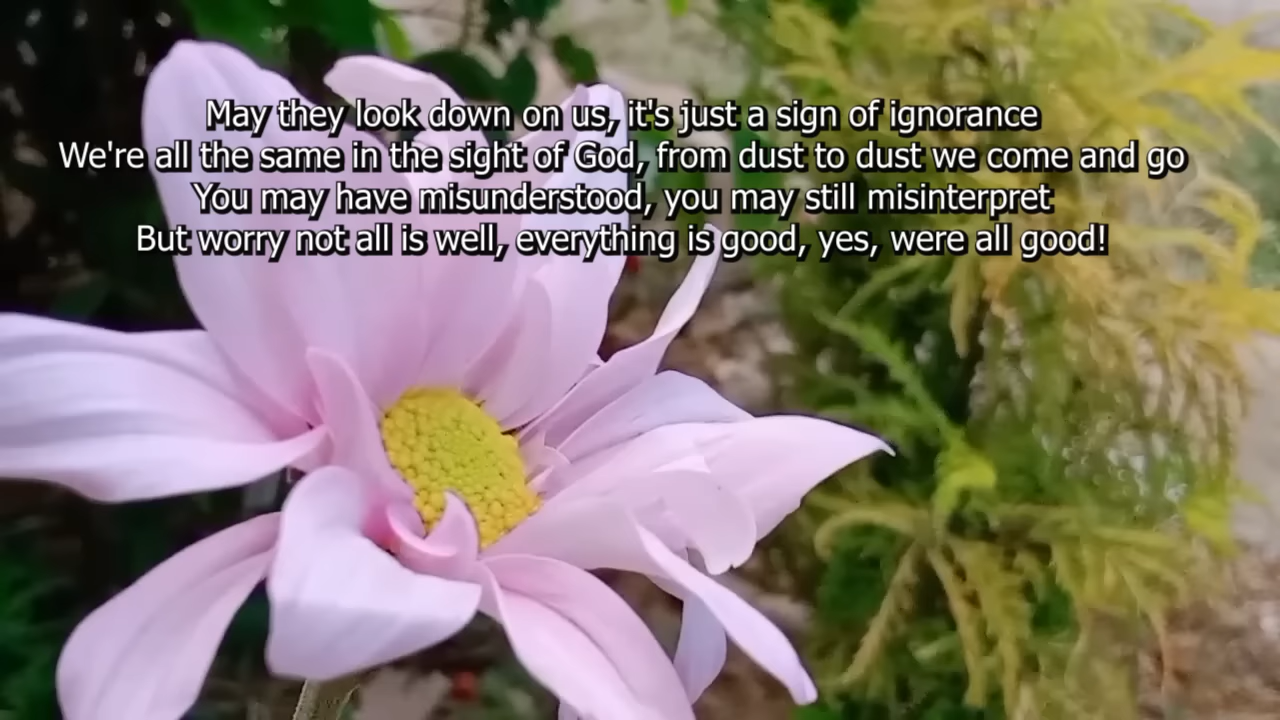 May they look down on us, it's just a sign of ignorance
We're all the same in the sight of God, from dust to dust we come and go
You may have misunderstood, you may still misinterpret
But worry not all is well, everything is good, yes, were all good!